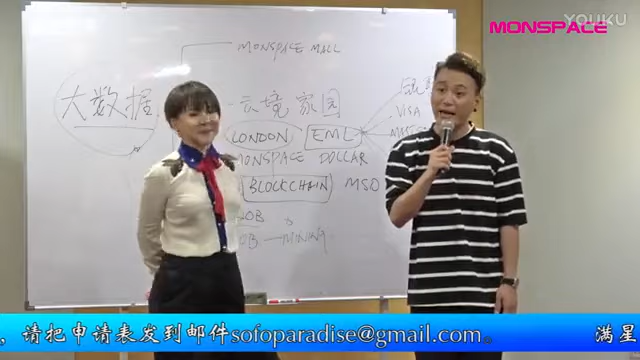 YOUKU
MONSPACE
MONSPACE MALL
大数据
云境家园
VISA
LONDON
EML
MONSPACE DOLLAR
BLOCKCHAIN MSD
MINING
，请把申请表发到邮件sofoparadise@gmail.com。
满星